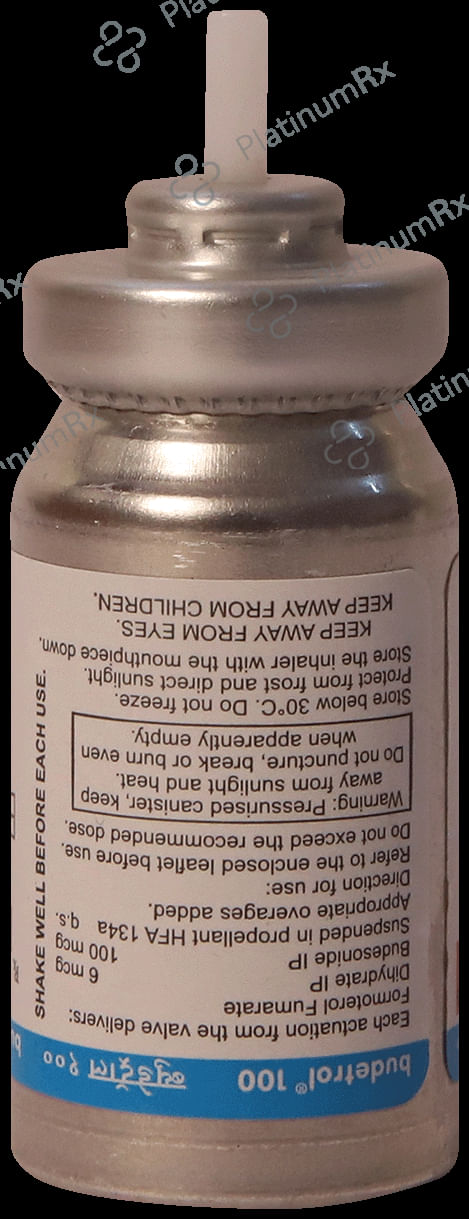 budetrol® 100 ब्युडेट्रॉल १००
Each actuation from the valve delivers:
Formoterol Fumarate
Dihydrate IP 6 mcg
Budesonide IP 100 mcg
Suspended in propellant HFA 134a q.s.
Appropriate overages added.
Direction for use:
Refer to the enclosed leaflet before use.
Do not exceed the recommended dose.
Warning: Pressurised canister, keep
away from sunlight and heat.
Do not puncture, break or burn even
when apparently empty.
Store below 30°C. Do not freeze.
Protect from frost and direct sunlight.
Store the inhaler with the mouthpiece down.
KEEP AWAY FROM EYES.
KEEP AWAY FROM CHILDREN.
SHAKE WELL BEFORE EACH USE.
PlatinumRx
PlatinumRx
PlatinumRx
PlatinumRx
PlatinumRx